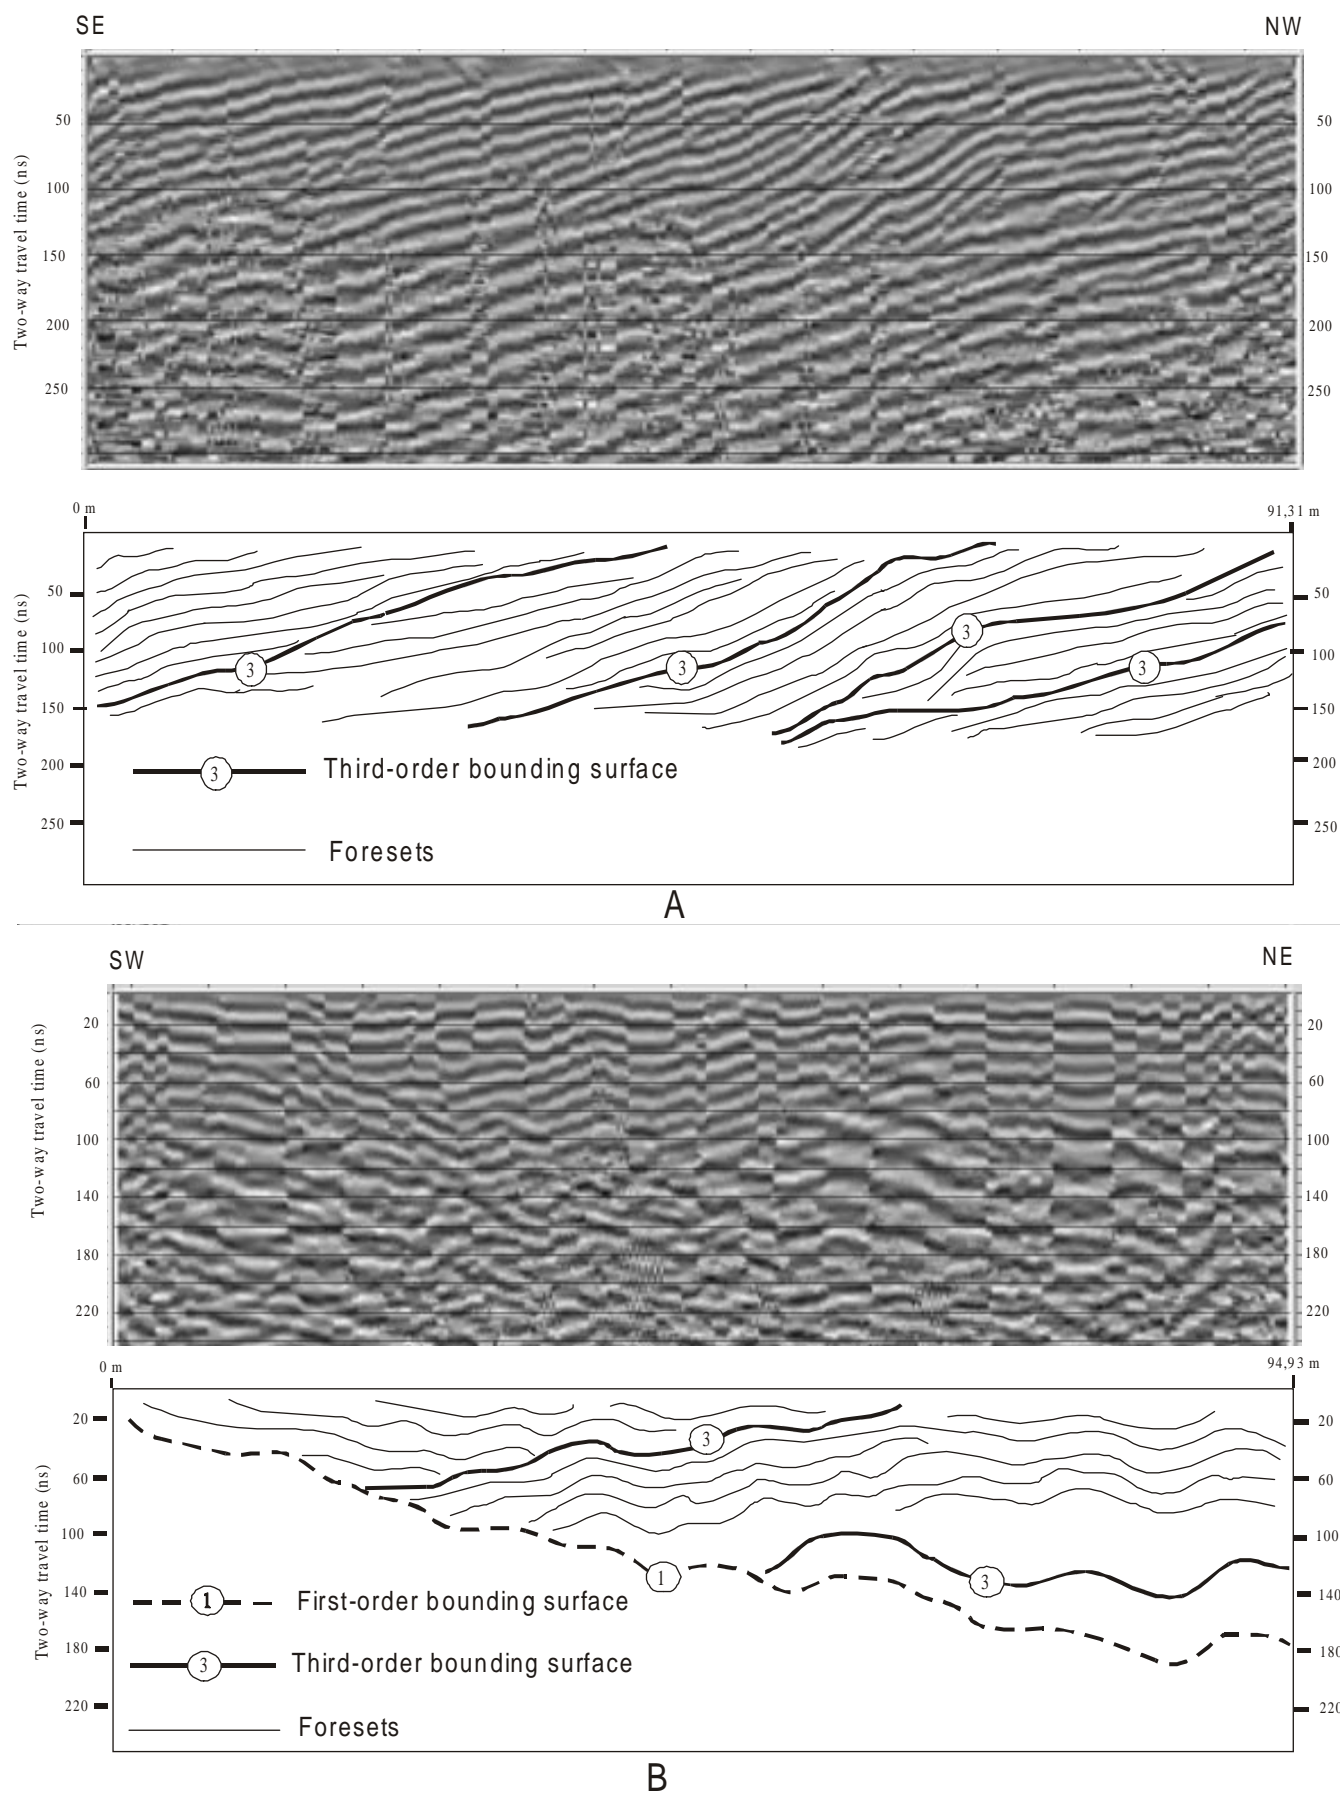 SE NW
50 50
100 100
150 150
200 200
250 250
Two-way travel time (ns)
0 m 91,31 m
50 50
100 100
150 150
200 200
250 250
Two-way travel time (ns)
3 3 3 3
3 Third-order bounding surface
Foresets
A
SW NE
20 20
60 60
100 100
140 140
180 180
220 220
Two-way travel time (ns)
0 m 94,93 m
20 20
60 60
100 100
140 140
180 180
220 220
Two-way travel time (ns)
3
1 3
1 First-order bounding surface
3 Third-order bounding surface
Foresets
B